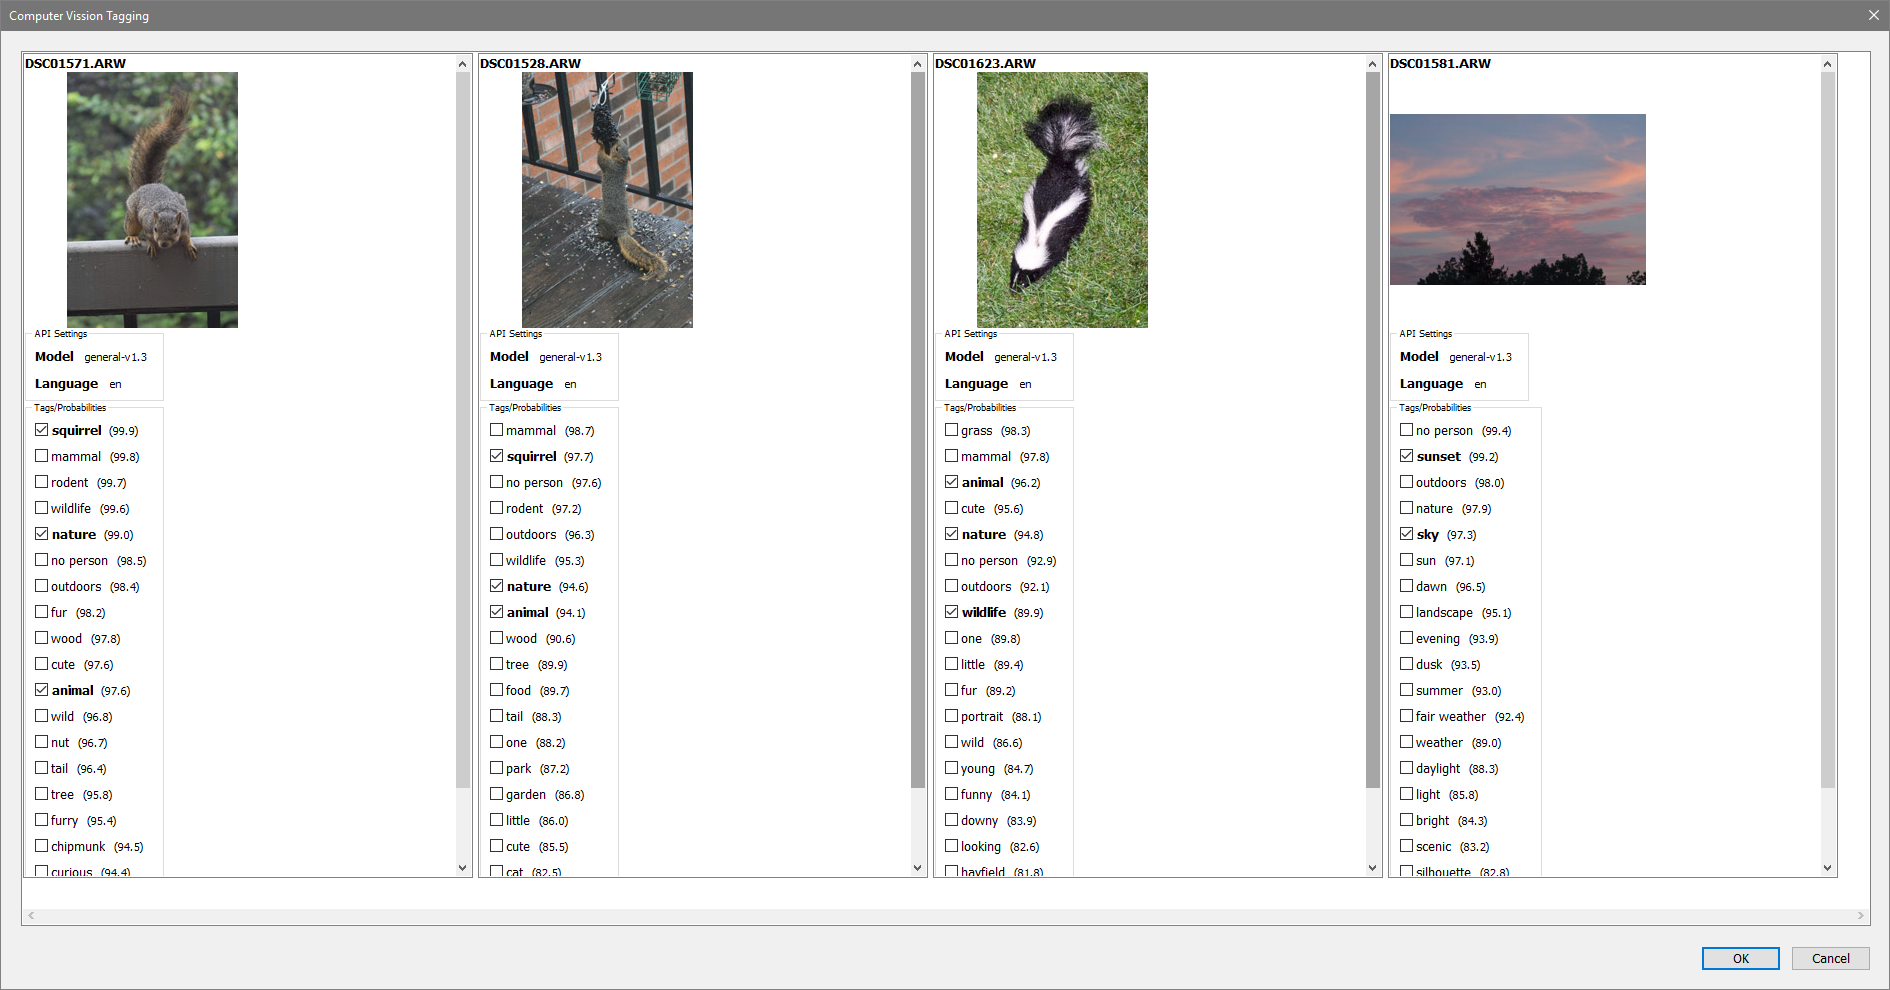 Computer Vission Tagging
DSC01571.ARW
API Settings
Model general-v1.3
Language en
Tags/Probabilities
squirrel (99.9)
mammal (99.8)
rodent (99.7)
wildlife (99.6)
nature (99.0)
no person (98.5)
outdoors (98.4)
fur (98.2)
wood (97.8)
cute (97.6)
animal (97.6)
wild (96.8)
nut (96.7)
tail (96.4)
tree (95.8)
furry (95.4)
chipmunk (94.5)
curious (94.4)
DSC01528.ARW
API Settings
Model general-v1.3
Language en
Tags/Probabilities
mammal (98.7)
squirrel (97.7)
no person (97.6)
rodent (97.2)
outdoors (96.3)
wildlife (95.3)
nature (94.6)
animal (94.1)
wood (90.6)
tree (89.9)
food (89.7)
tail (88.3)
one (88.2)
park (87.2)
garden (86.8)
little (86.0)
cute (85.5)
cat (82.5)
DSC01623.ARW
API Settings
Model general-v1.3
Language en
Tags/Probabilities
grass (98.3)
mammal (97.8)
animal (96.2)
cute (95.6)
nature (94.8)
no person (92.9)
outdoors (92.1)
wildlife (89.9)
one (89.8)
little (89.4)
fur (89.2)
portrait (88.1)
wild (86.6)
young (84.7)
funny (84.1)
downy (83.9)
looking (82.6)
hayfield (81.8)
DSC01581.ARW
API Settings
Model general-v1.3
Language en
Tags/Probabilities
no person (99.4)
sunset (99.2)
outdoors (98.0)
nature (97.9)
sky (97.3)
sun (97.1)
dawn (96.5)
landscape (95.1)
evening (93.9)
dusk (93.5)
summer (93.0)
fair weather (92.4)
weather (89.0)
daylight (88.3)
light (85.8)
bright (84.3)
scenic (83.2)
silhouette (82.8)
OK
Cancel